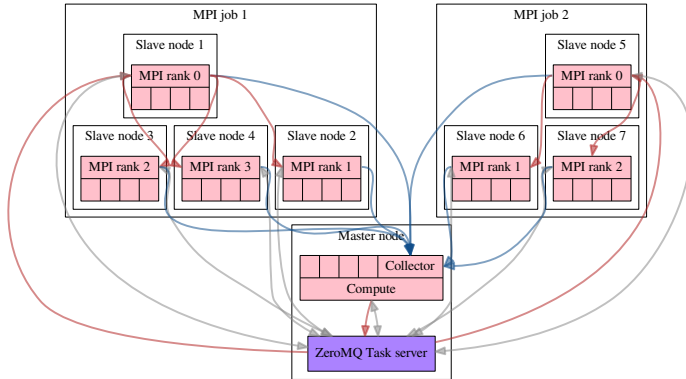 MPI job 1
MPI job 2
Slave node 1
MPI rank 0
Slave node 5
MPI rank 0
Slave node 3
MPI rank 2
Slave node 4
MPI rank 3
Slave node 2
MPI rank 1
Slave node 6
MPI rank 1
Slave node 7
MPI rank 2
Master node
Collector
Compute
ZeroMQ Task server